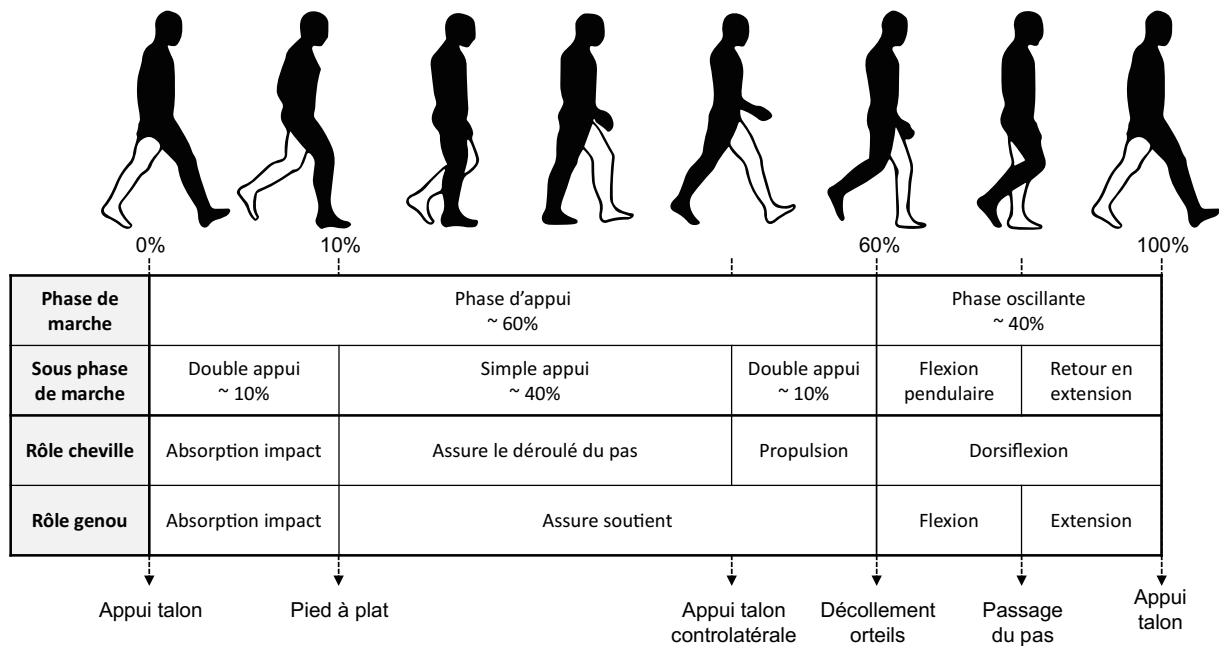 0%
10%
60%
100%
Phase de
marche
Phase d'appui
~ 60%
Phase oscillante
~ 40%
Sous phase
de marche
Double appui
~ 10%
Simple appui
~ 40%
Double appui
~ 10%
Flexion
pendulaire
Retour en
extension
Rôle cheville
Absorption impact
Assure le déroulé du pas
Propulsion
Dorsiflexion
Rôle genou
Absorption impact
Assure soutient
Flexion
Extension
Appui talon
Pied à plat
Appui talon
controlatérale
Décollement
orteils
Passage
du pas
Appui
talon